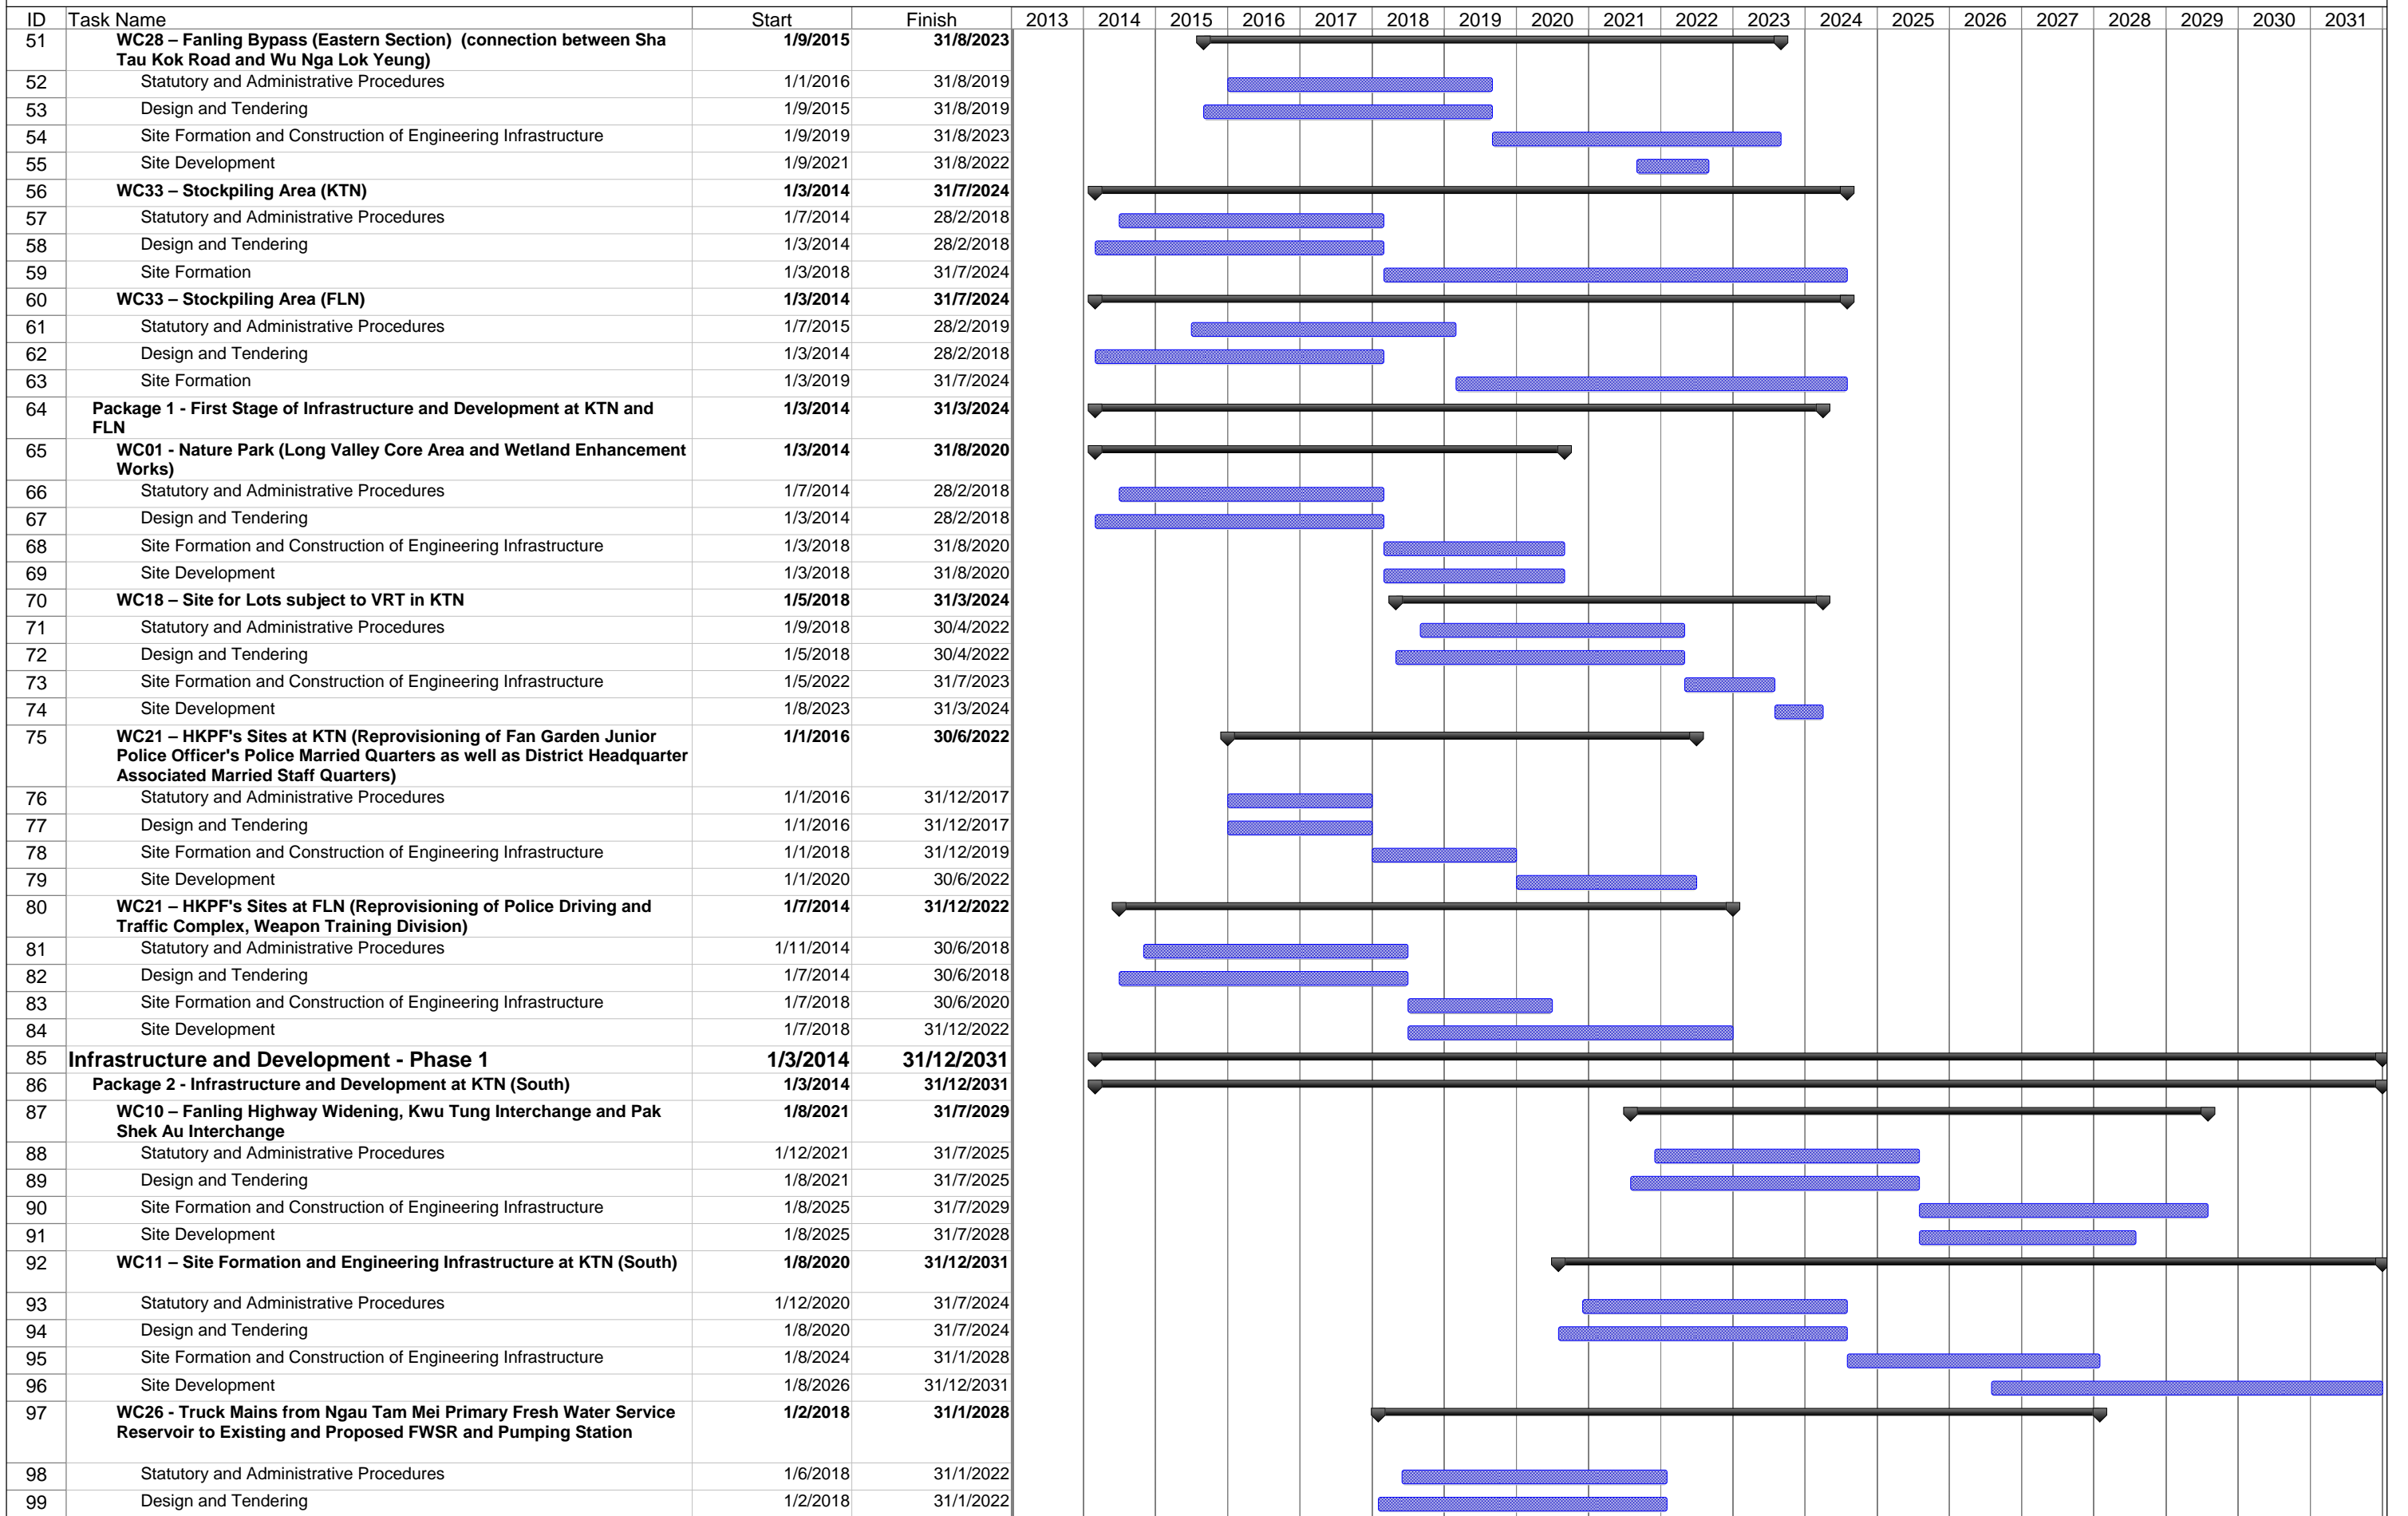 ID Task Name Start Finish 2013 2014 2015 2016 2017 2018 2019 2020 2021 2022 2023 2024 2025 2026 2027 2028 2029 2030 2031
51 WC28 – Fanling Bypass (Eastern Section) (connection between Sha 1/9/2015 31/8/2023
Tau Kok Road and Wu Nga Lok Yeung)
52 Statutory and Administrative Procedures 1/1/2016 31/8/2019
53 Design and Tendering 1/9/2015 31/8/2019
54 Site Formation and Construction of Engineering Infrastructure 1/9/2019 31/8/2023
55 Site Development 1/9/2021 31/8/2022
56 WC33 – Stockpiling Area (KTN) 1/3/2014 31/7/2024
57 Statutory and Administrative Procedures 1/7/2014 28/2/2018
58 Design and Tendering 1/3/2014 28/2/2018
59 Site Formation 1/3/2018 31/7/2024
60 WC33 – Stockpiling Area (FLN) 1/3/2014 31/7/2024
61 Statutory and Administrative Procedures 1/7/2015 28/2/2019
62 Design and Tendering 1/3/2014 28/2/2018
63 Site Formation 1/3/2019 31/7/2024
64 Package 1 - First Stage of Infrastructure and Development at KTN and 1/3/2014 31/3/2024
FLN
65 WC01 - Nature Park (Long Valley Core Area and Wetland Enhancement 1/3/2014 31/8/2020
Works)
66 Statutory and Administrative Procedures 1/7/2014 28/2/2018
67 Design and Tendering 1/3/2014 28/2/2018
68 Site Formation and Construction of Engineering Infrastructure 1/3/2018 31/8/2020
69 Site Development 1/3/2018 31/8/2020
70 WC18 – Site for Lots subject to VRT in KTN 1/5/2018 31/3/2024
71 Statutory and Administrative Procedures 1/9/2018 30/4/2022
72 Design and Tendering 1/5/2018 30/4/2022
73 Site Formation and Construction of Engineering Infrastructure 1/5/2022 31/7/2023
74 Site Development 1/8/2023 31/3/2024
75 WC21 – HKPF's Sites at KTN (Reprovisioning of Fan Garden Junior 1/1/2016 30/6/2022
Police Officer's Police Married Quarters as well as District Headquarter
Associated Married Staff Quarters)
76 Statutory and Administrative Procedures 1/1/2016 31/12/2017
77 Design and Tendering 1/1/2016 31/12/2017
78 Site Formation and Construction of Engineering Infrastructure 1/1/2018 31/12/2019
79 Site Development 1/1/2020 30/6/2022
80 WC21 – HKPF's Sites at FLN (Reprovisioning of Police Driving and 1/7/2014 31/12/2022
Traffic Complex, Weapon Training Division)
81 Statutory and Administrative Procedures 1/11/2014 30/6/2018
82 Design and Tendering 1/7/2014 30/6/2018
83 Site Formation and Construction of Engineering Infrastructure 1/7/2018 30/6/2020
84 Site Development 1/7/2018 31/12/2022
85 Infrastructure and Development - Phase 1 1/3/2014 31/12/2031
86 Package 2 - Infrastructure and Development at KTN (South) 1/3/2014 31/12/2031
87 WC10 – Fanling Highway Widening, Kwu Tung Interchange and Pak 1/8/2021 31/7/2029
Shek Au Interchange
88 Statutory and Administrative Procedures 1/12/2021 31/7/2025
89 Design and Tendering 1/8/2021 31/7/2025
90 Site Formation and Construction of Engineering Infrastructure 1/8/2025 31/7/2029
91 Site Development 1/8/2025 31/7/2028
92 WC11 – Site Formation and Engineering Infrastructure at KTN (South) 1/8/2020 31/12/2031
93 Statutory and Administrative Procedures 1/12/2020 31/7/2024
94 Design and Tendering 1/8/2020 31/7/2024
95 Site Formation and Construction of Engineering Infrastructure 1/8/2024 31/1/2028
96 Site Development 1/8/2026 31/12/2031
97 WC26 - Truck Mains from Ngau Tam Mei Primary Fresh Water Service 1/2/2018 31/1/2028
Reservoir to Existing and Proposed FWSR and Pumping Station
98 Statutory and Administrative Procedures 1/6/2018 31/1/2022
99 Design and Tendering 1/2/2018 31/1/2022